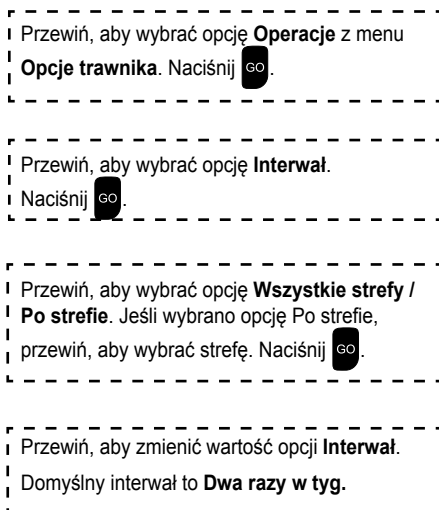 Przewiń, aby wybrać opcję Operacje z menu
Opcje trawnika. Naciśnij GO.
Przewiń, aby wybrać opcję Interwał.
Naciśnij GO.
Przewiń, aby wybrać opcję Wszystkie strefy /
Po strefie. Jeśli wybrano opcję Po strefie,
przewiń, aby wybrać strefę. Naciśnij GO.
Przewiń, aby zmienić wartość opcji Interwał.
Domyślny interwał to Dwa razy w tyg.